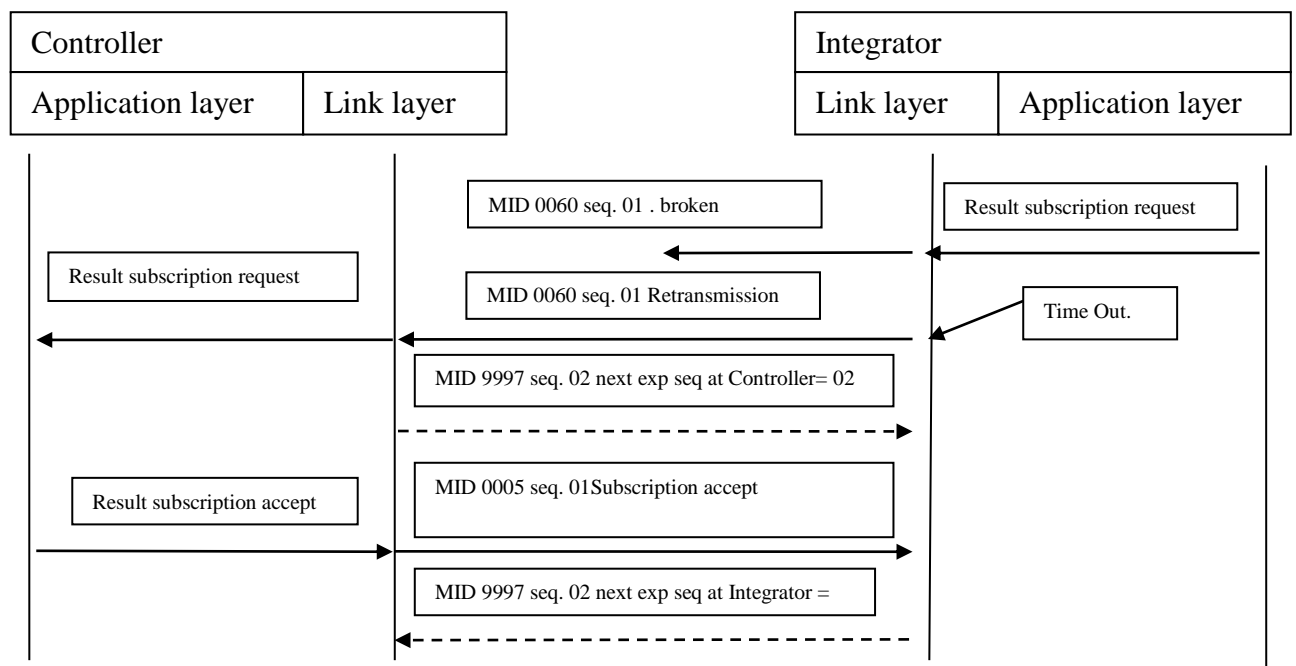 Controller
Integrator
Application layer
Link layer
Link layer
Application layer
MID 0060 seq. 01 . broken
Result subscription request
Result subscription request
MID 0060 seq. 01 Retransmission
Time Out.
MID 9997 seq. 02 next exp seq at Controller= 02
MID 0005 seq. 01Subscription accept
Result subscription accept
MID 9997 seq. 02 next exp seq at Integrator =